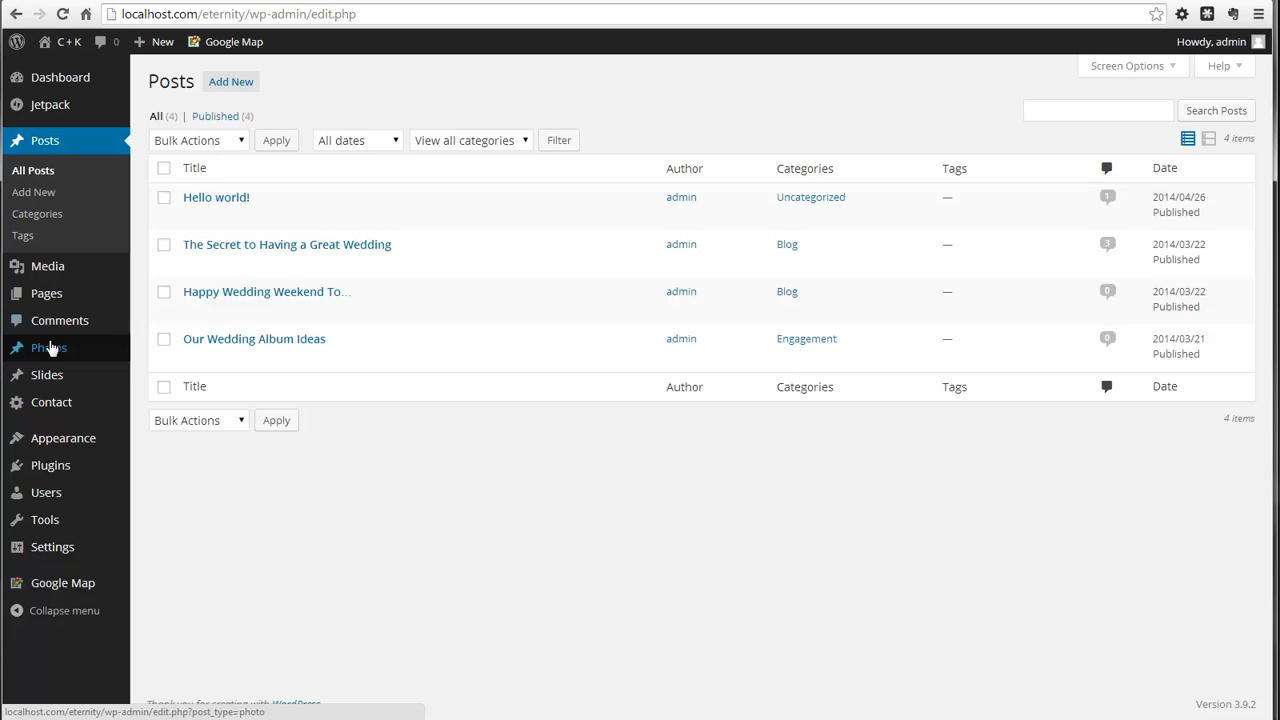 localhost.com/eternity/wp-admin/edit.php
C + K 0 New Google Map Howdy, admin
Dashboard
Jetpack
Posts
All Posts
Add New
Categories
Tags
Media
Pages
Comments
Photos
Slides
Contact
Appearance
Plugins
Users
Tools
Settings
Google Map
Collapse menu
Screen Options Help
Posts Add New
All (4) | Published (4)
Search Posts
Bulk Actions Apply All dates View all categories Filter 4 items
Title Author Categories Tags Date
Hello world! admin Uncategorized — 1 2014/04/26
Published
The Secret to Having a Great Wedding admin Blog — 3 2014/03/22
Published
Happy Wedding Weekend To… admin Blog — 0 2014/03/22
Published
Our Wedding Album Ideas admin Engagement — 0 2014/03/21
Published
Title Author Categories Tags Date
Bulk Actions Apply 4 items
Thank you for creating with WordPress. Version 3.9.2
localhost.com/eternity/wp-admin/edit.php?post_type=photo